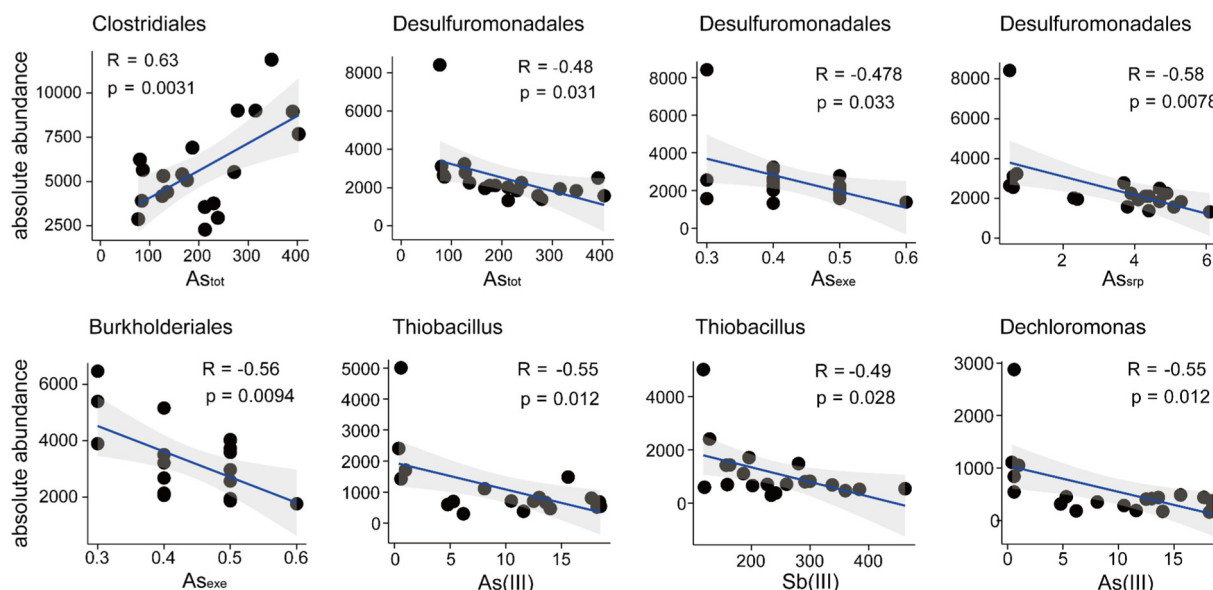 Clostridiales
Desulfuromonadales
Desulfuromonadales
Desulfuromonadales
absolute abundance
R = 0.63
p = 0.0031
10000
7500
5000
2500
0
100
200
300
400
Astot
R = -0.48
p = 0.031
8000
6000
4000
2000
0
0
100
200
300
400
Astot
R = -0.478
p = 0.033
8000
6000
4000
2000
0
0.3
0.4
0.5
0.6
Asexe
R = -0.58
p = 0.0078
8000
6000
4000
2000
0
2
4
6
Assrp
Burkholderiales
Thiobacillus
Thiobacillus
Dechloromonas
absolute abundance
R = -0.56
p = 0.0094
6000
4000
2000
0.3
0.4
0.5
0.6
Asexe
R = -0.55
p = 0.012
5000
4000
3000
2000
1000
0
0
5
10
15
As(III)
R = -0.49
p = 0.028
4000
2000
0
200
300
400
Sb(III)
R = -0.55
p = 0.012
3000
2000
1000
0
0
5
10
15
As(III)